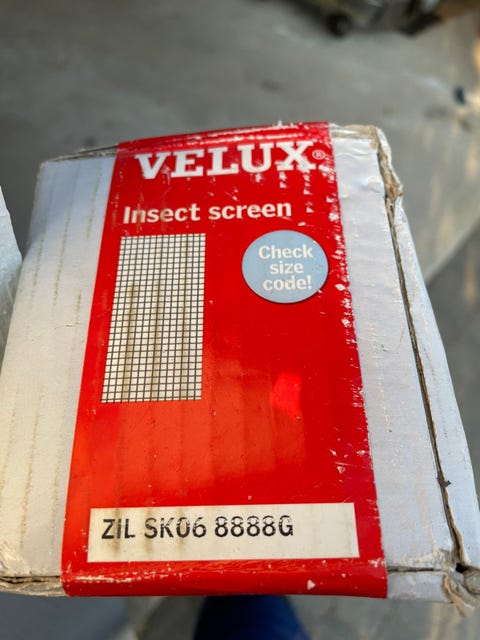 VELUX®
Insect screen
Check
size
code!
ZIL SK06 8888G